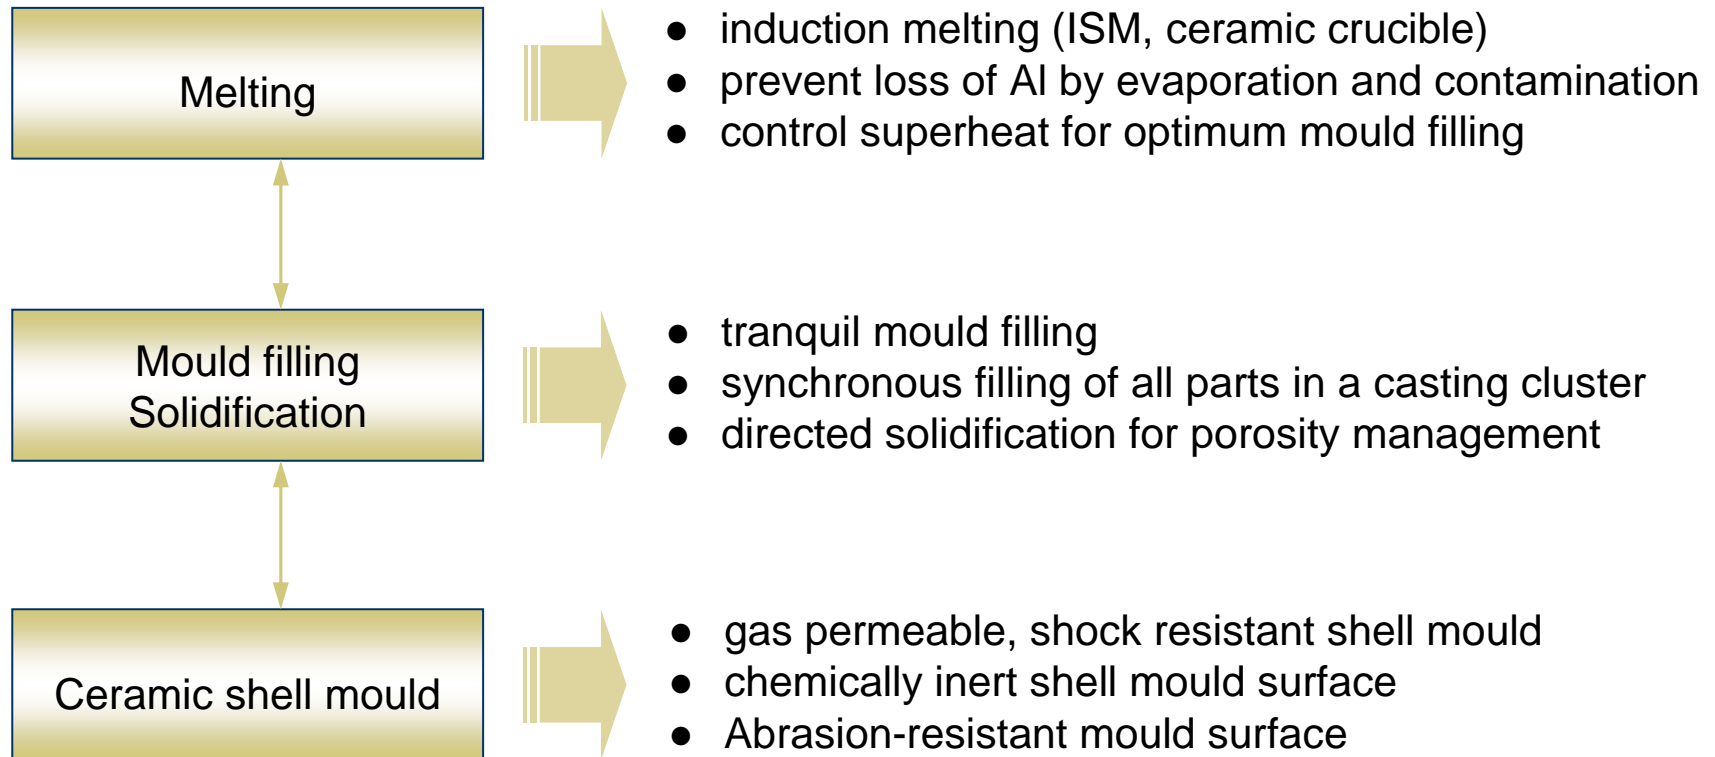 Melting
● induction melting (ISM, ceramic crucible)
● prevent loss of Al by evaporation and contamination
● control superheat for optimum mould filling
Mould filling
Solidification
● tranquil mould filling
● synchronous filling of all parts in a casting cluster
● directed solidification for porosity management
Ceramic shell mould
● gas permeable, shock resistant shell mould
● chemically inert shell mould surface
● Abrasion-resistant mould surface